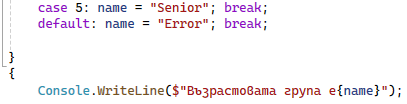 case 5: name = "Senior"; break;
default: name = "Error"; break;
}
{
Console.WriteLine($"Възрастовата група е{name}");